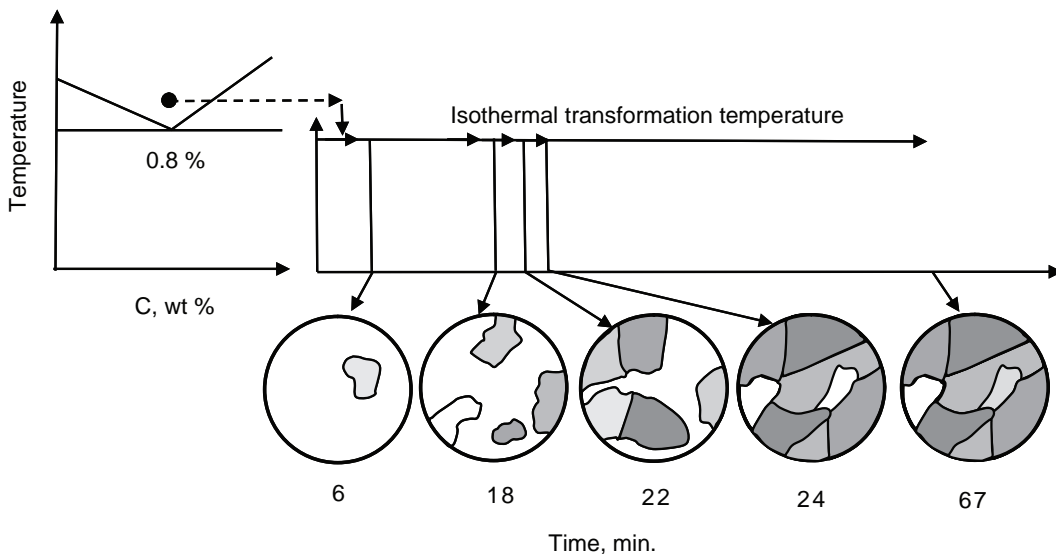 Temperature
0.8 %
C, wt %
Isothermal transformation temperature
6
18
22
24
67
Time, min.